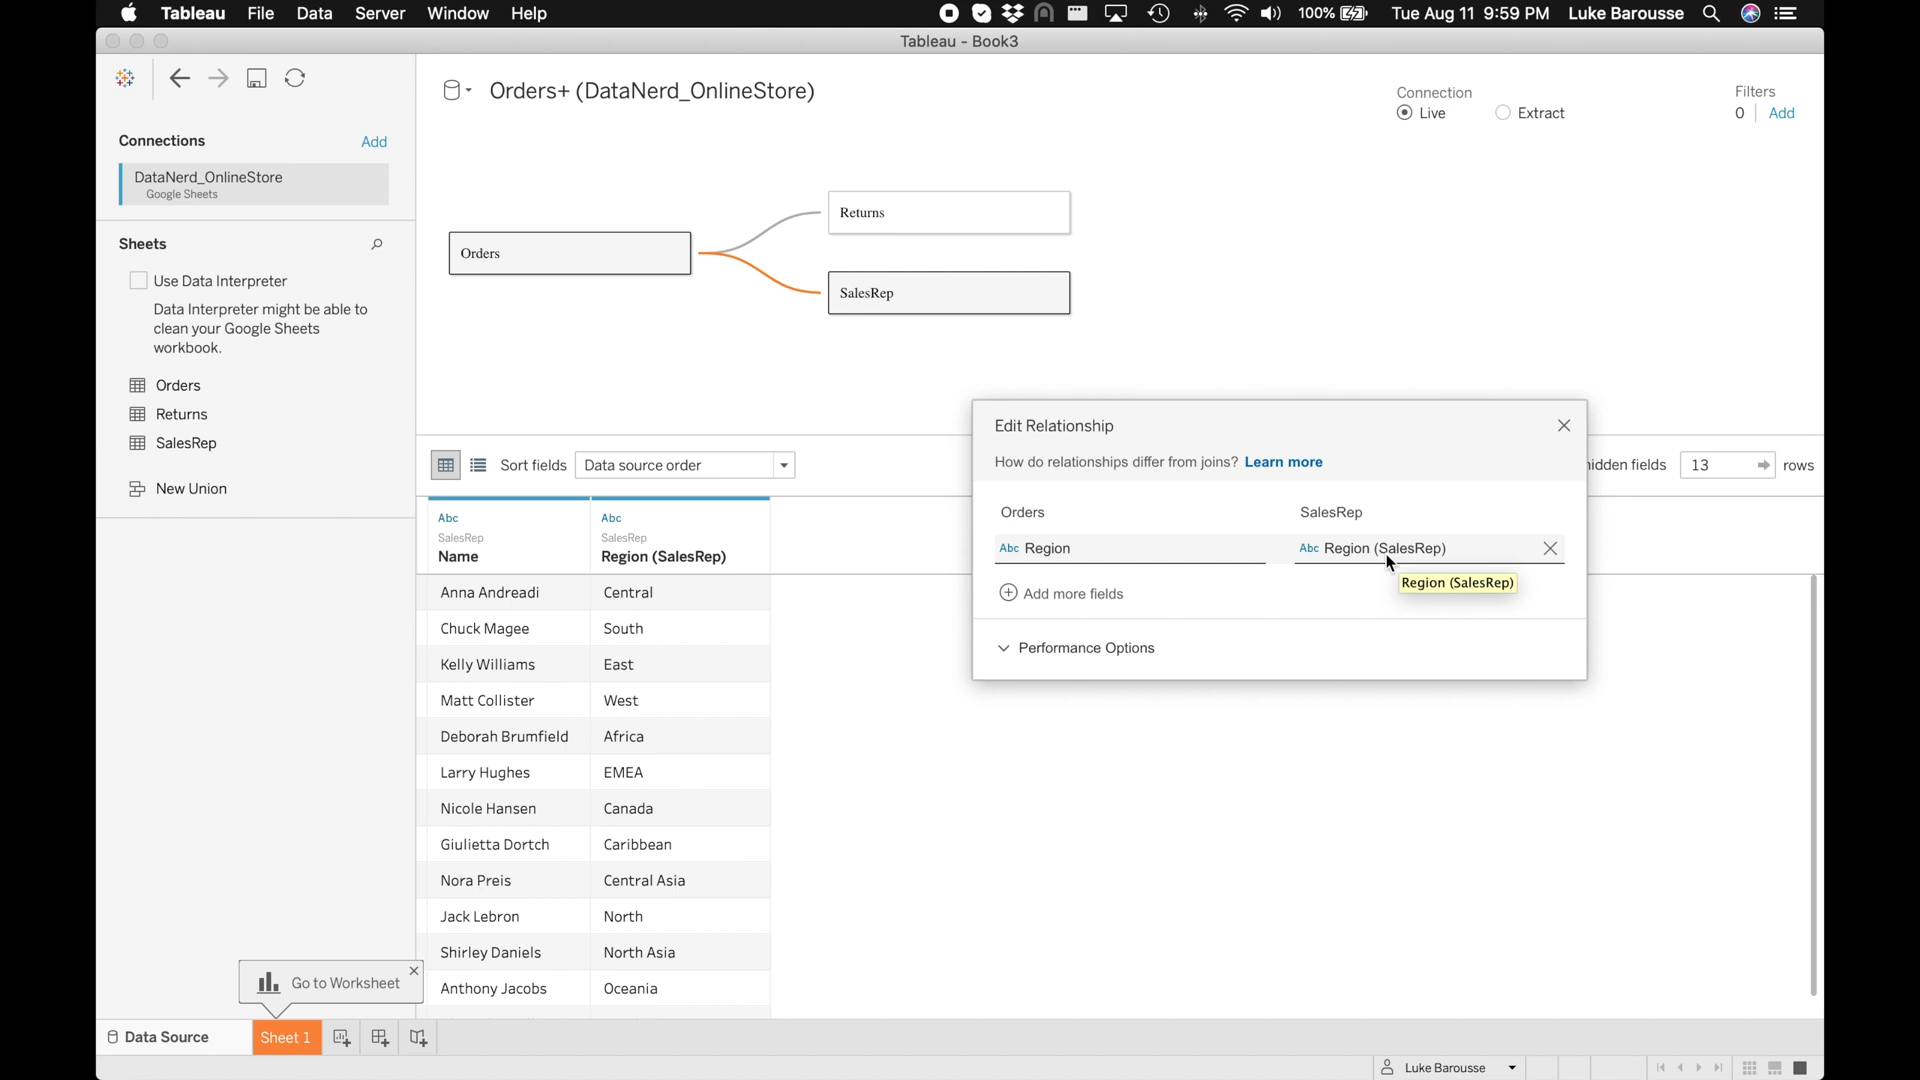 Tableau File Data Server Window Help 100% Tue Aug 11 9:59 PM Luke Barousse
Tableau - Book3
Orders+ (DataNerd_OnlineStore)
Connection
Live Extract
Filters
0 Add
Connections Add
DataNerd_OnlineStore
Google Sheets
Sheets
Use Data Interpreter
Data Interpreter might be able to
clean your Google Sheets
workbook.
Orders
Returns
SalesRep
New Union
Orders
Returns
SalesRep
Sort fields Data source order
idden fields 13 rows
Edit Relationship
How do relationships differ from joins? Learn more
Orders SalesRep
Abc Region Abc Region (SalesRep)
Region (SalesRep)
Add more fields
Performance Options
Abc Abc
SalesRep SalesRep
Name Region (SalesRep)
Anna Andreadi Central
Chuck Magee South
Kelly Williams East
Matt Collister West
Deborah Brumfield Africa
Larry Hughes EMEA
Nicole Hansen Canada
Giulietta Dortch Caribbean
Nora Preis Central Asia
Jack Lebron North
Shirley Daniels North Asia
Anthony Jacobs Oceania
Go to Worksheet
Data Source Sheet 1
Luke Barousse